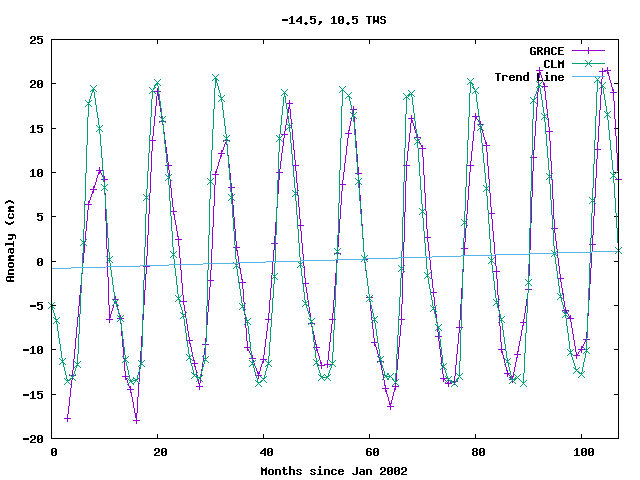 -14.5, 10.5 TWS
25
20
15
10
5
0
-5
-10
-15
-20
Anomaly (cm)
GRACE
CLM
Trend Line
0 20 40 60 80 100
Months since Jan 2002